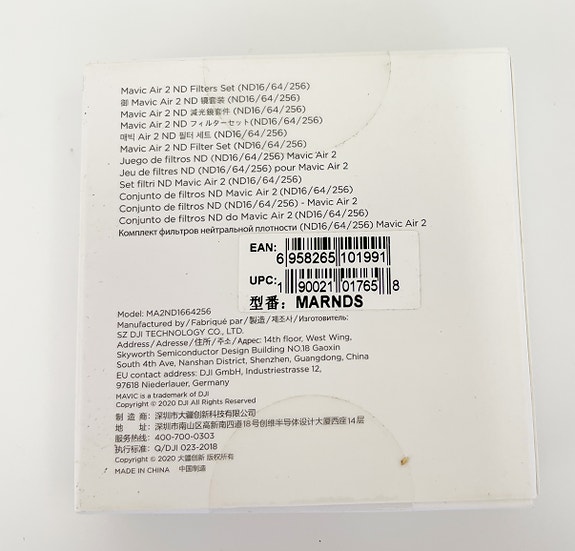 Mavic Air 2 ND Filters Set (ND16/64/256)
御 Mavic Air 2 ND 镜套装 (ND16/64/256)
Mavic Air 2 ND 減光鏡套件 (ND16/64/256)
Mavic Air 2 ND フィルターセット(ND16/64/256)
매빅 Air 2 ND 필터 세트 (ND16/64/256)
Mavic Air 2 ND Filter Set (ND16/64/256)
Juego de filtros ND (ND16/64/256) Mavic Air 2
Jeu de filtres ND (ND16/64/256) pour Mavic Air 2
Set filtri ND Mavic Air 2 (ND16/64/256)
Conjunto de filtros ND Mavic Air 2 (ND16/64/256)
Conjunto de filtros ND (ND16/64/256) - Mavic Air 2
Conjunto de filtros ND do Mavic Air 2 (ND16/64/256)
Комплект фильтров нейтральной плотности (ND16/64/256) Mavic Air 2
EAN:
6 958265 101991
UPC:
1 90021 01765 8
型番: MARNDS
Model: MA2ND1664256
Manufactured by/Fabriqué par/製造/제조사/Изготовитель:
SZ DJI TECHNOLOGY CO., LTD.
Address/Adresse/住所/주소/Адрес: 14th floor, West Wing,
Skyworth Semiconductor Design Building NO.18 Gaoxin
South 4th Ave, Nanshan District, Shenzhen, Guangdong, China
EU contact address: DJI GmbH, Industriestrasse 12,
97618 Niederlauer, Germany
MAVIC is a trademark of DJI
Copyright © 2020 DJI All Rights Reserved
制 造 商: 深圳市大疆创新科技有限公司
地 址: 深圳市南山区高新南四道18号创维半导体设计大厦西座14层
服务热线: 400-700-0303
执行标准: Q/DJI 023-2018
Copyright © 2020 大疆创新 版权所有
MADE IN CHINA 中国制造